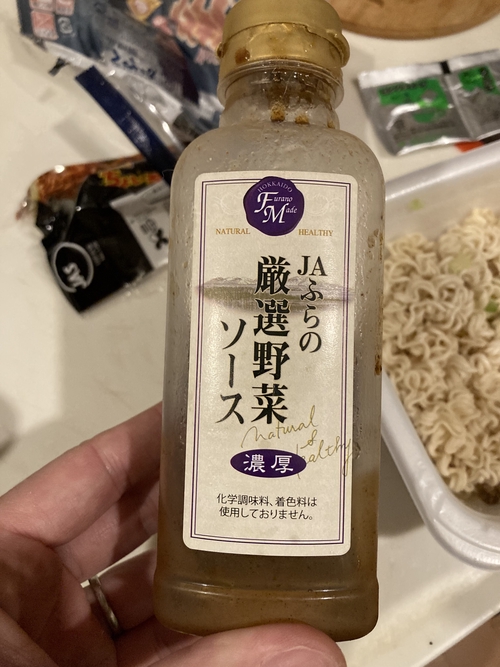 HOKKAIDO
Furano
Made
NATURAL HEALTHY
JAふらの
厳選野菜
ソース
natural
&
healthy
濃厚
化学調味料、着色料は
使用しておりません。